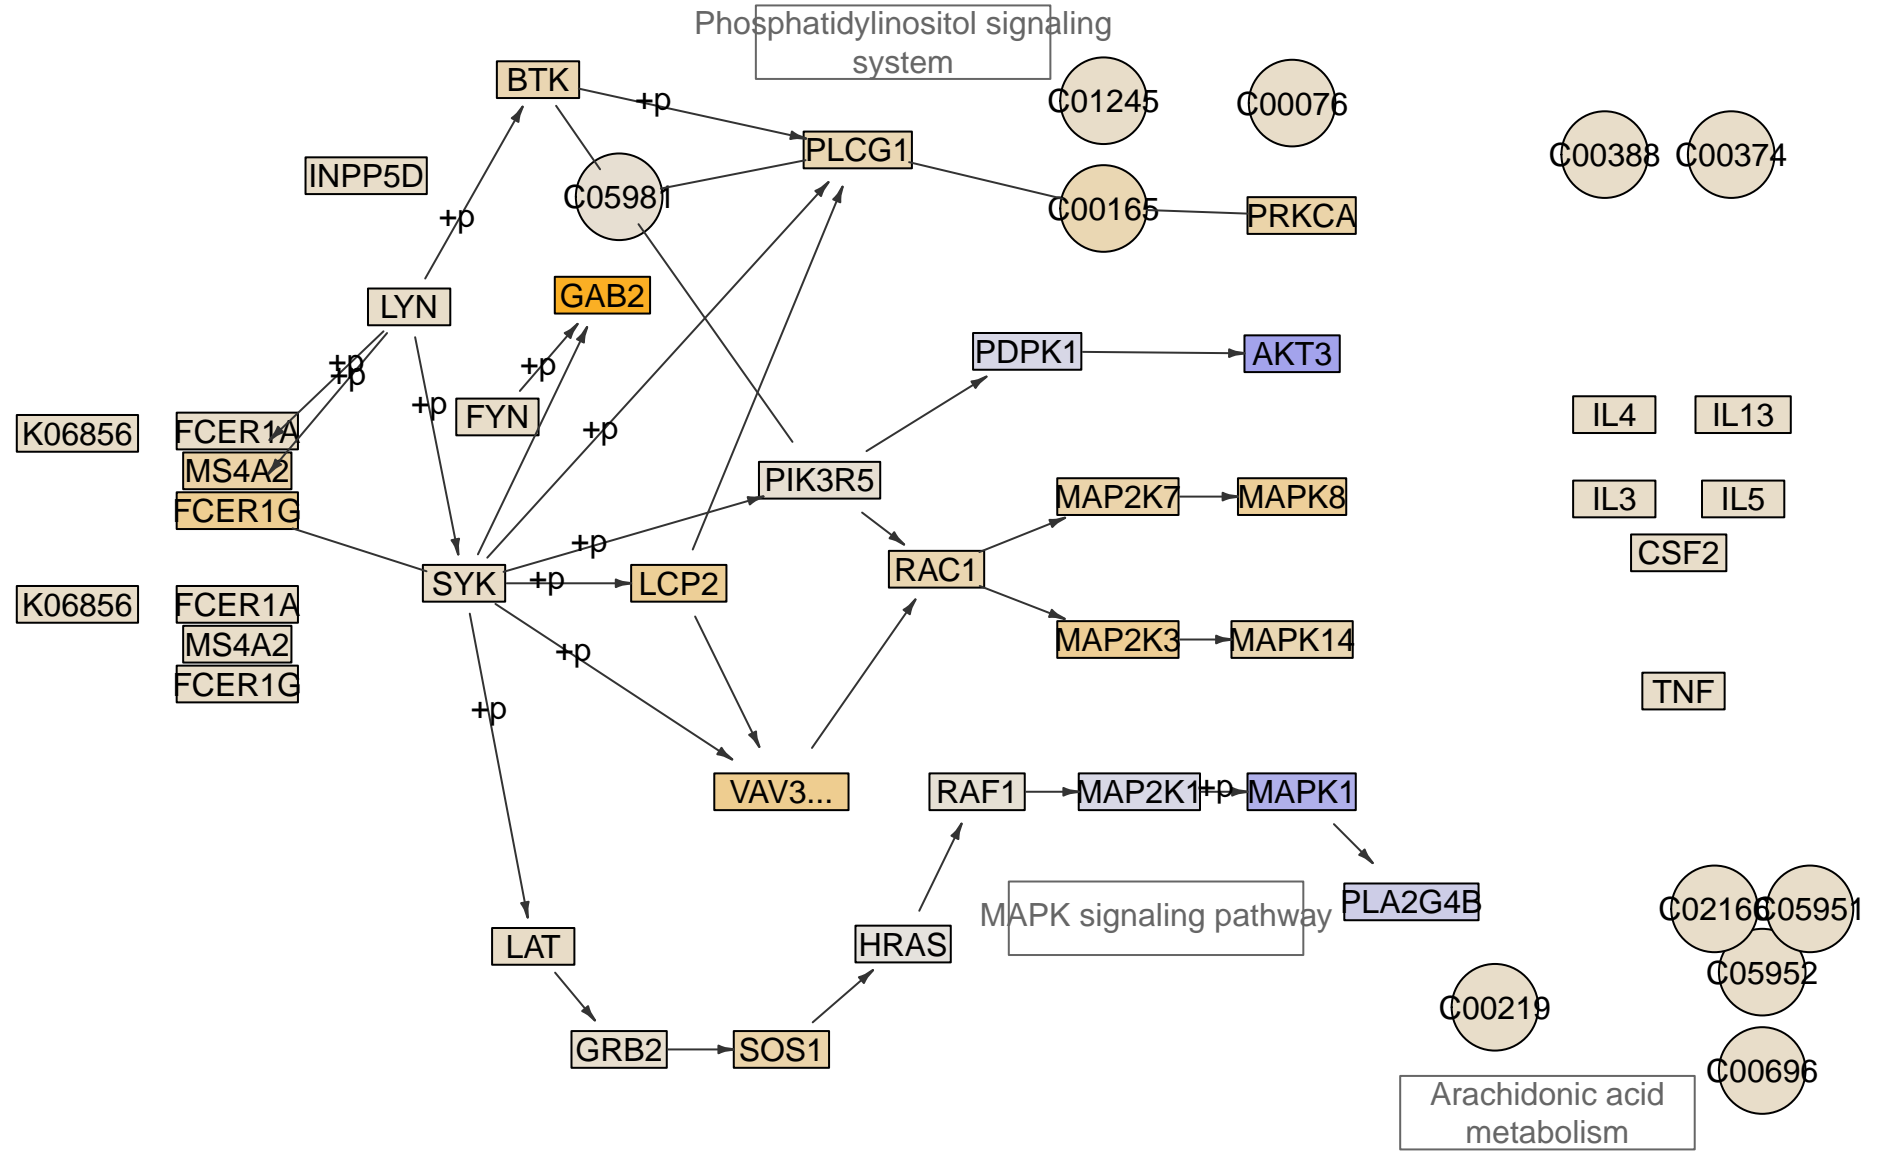 Phosphatidylinositol signaling
system
BTK
+p
PLCG1
C01245
C00076
C00388
C00374
INPP5D
C05981
C00165
PRKCA
+p
LYN
GAB2
PDPK1
AKT3
+p
+p
+p
+p
FYN
+p
K06856
FCER1A
MS4A2
FCER1G
IL4
IL13
PIK3R5
MAP2K7
MAPK8
IL3
IL5
+p
CSF2
SYK
+p
LCP2
RAC1
K06856
FCER1A
MS4A2
FCER1G
+p
MAP2K3
MAPK14
TNF
+p
VAV3...
RAF1
MAP2K1
+p
MAPK1
MAPK signaling pathway
PLA2G4B
C02166
C05951
C05952
LAT
HRAS
C00219
GRB2
SOS1
C00696
Arachidonic acid
metabolism